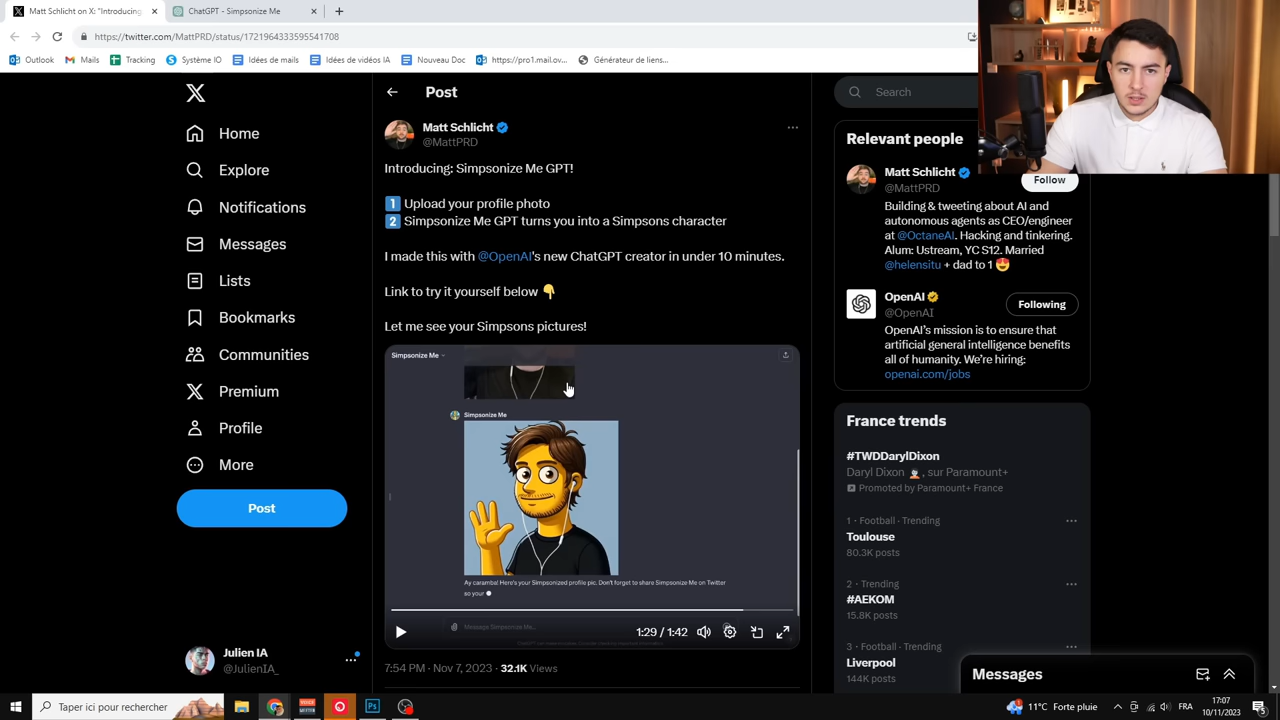 Matt Schlicht on X: "Introducing
ChatGPT - Simpsonize Me
https://twitter.com/MattPRD/status/1721964333595541708
Outlook
Mails
Tracking
Système IO
Idées de mails
Idées de vidéos IA
Nouveau Doc
https://pro1.mail.ov...
Générateur de liens...
Home
Explore
Notifications
Messages
Lists
Bookmarks
Communities
Premium
Profile
More
Post
Julien IA
@JulienIA_
Post
Matt Schlicht
@MattPRD
Introducing: Simpsonize Me GPT!
1 Upload your profile photo
2 Simpsonize Me GPT turns you into a Simpsons character
I made this with @OpenAI's new ChatGPT creator in under 10 minutes.
Link to try it yourself below 👇
Let me see your Simpsons pictures!
Simpsonize Me
Simpsonize Me
Ay caramba! Here's your Simpsonized profile pic. Don't forget to share Simpsonize Me on Twitter
so your
Message Simpsonize Me...
1:29 / 1:42
7:54 PM · Nov 7, 2023 · 32.1K Views
Search
Relevant people
Matt Schlicht
@MattPRD
Follow
Building & tweeting about AI and
autonomous agents as CEO/engineer
at @OctaneAI. Hacking and tinkering.
Alum: Ustream, YC S12. Married
@helensitu + dad to 1 😍
OpenAI
@OpenAI
Following
OpenAI's mission is to ensure that
artificial general intelligence benefits
all of humanity. We're hiring:
openai.com/jobs
France trends
#TWDDarylDixon
Daryl Dixon, sur Paramount+
Promoted by Paramount+ France
1 · Football · Trending
Toulouse
80.3K posts
2 · Trending
#AEKOM
15.8K posts
3 · Football · Trending
Liverpool
144K posts
Messages
Taper ici pour rechercher
11°C Forte pluie
FRA
17:07
10/11/2023
5